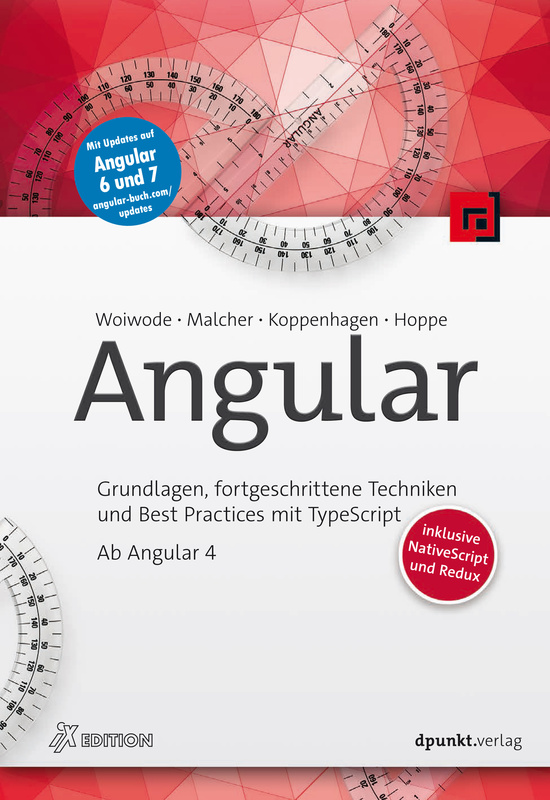 Mit Updates auf
Angular
6 und 7
angular-buch.com/
updates
ANGULAR
Woiwode · Malcher · Koppenhagen · Hoppe
Angular
Grundlagen, fortgeschrittene Techniken
und Best Practices mit TypeScript
Ab Angular 4
inklusive
NativeScript
und Redux
iX EDITION
dpunkt.verlag